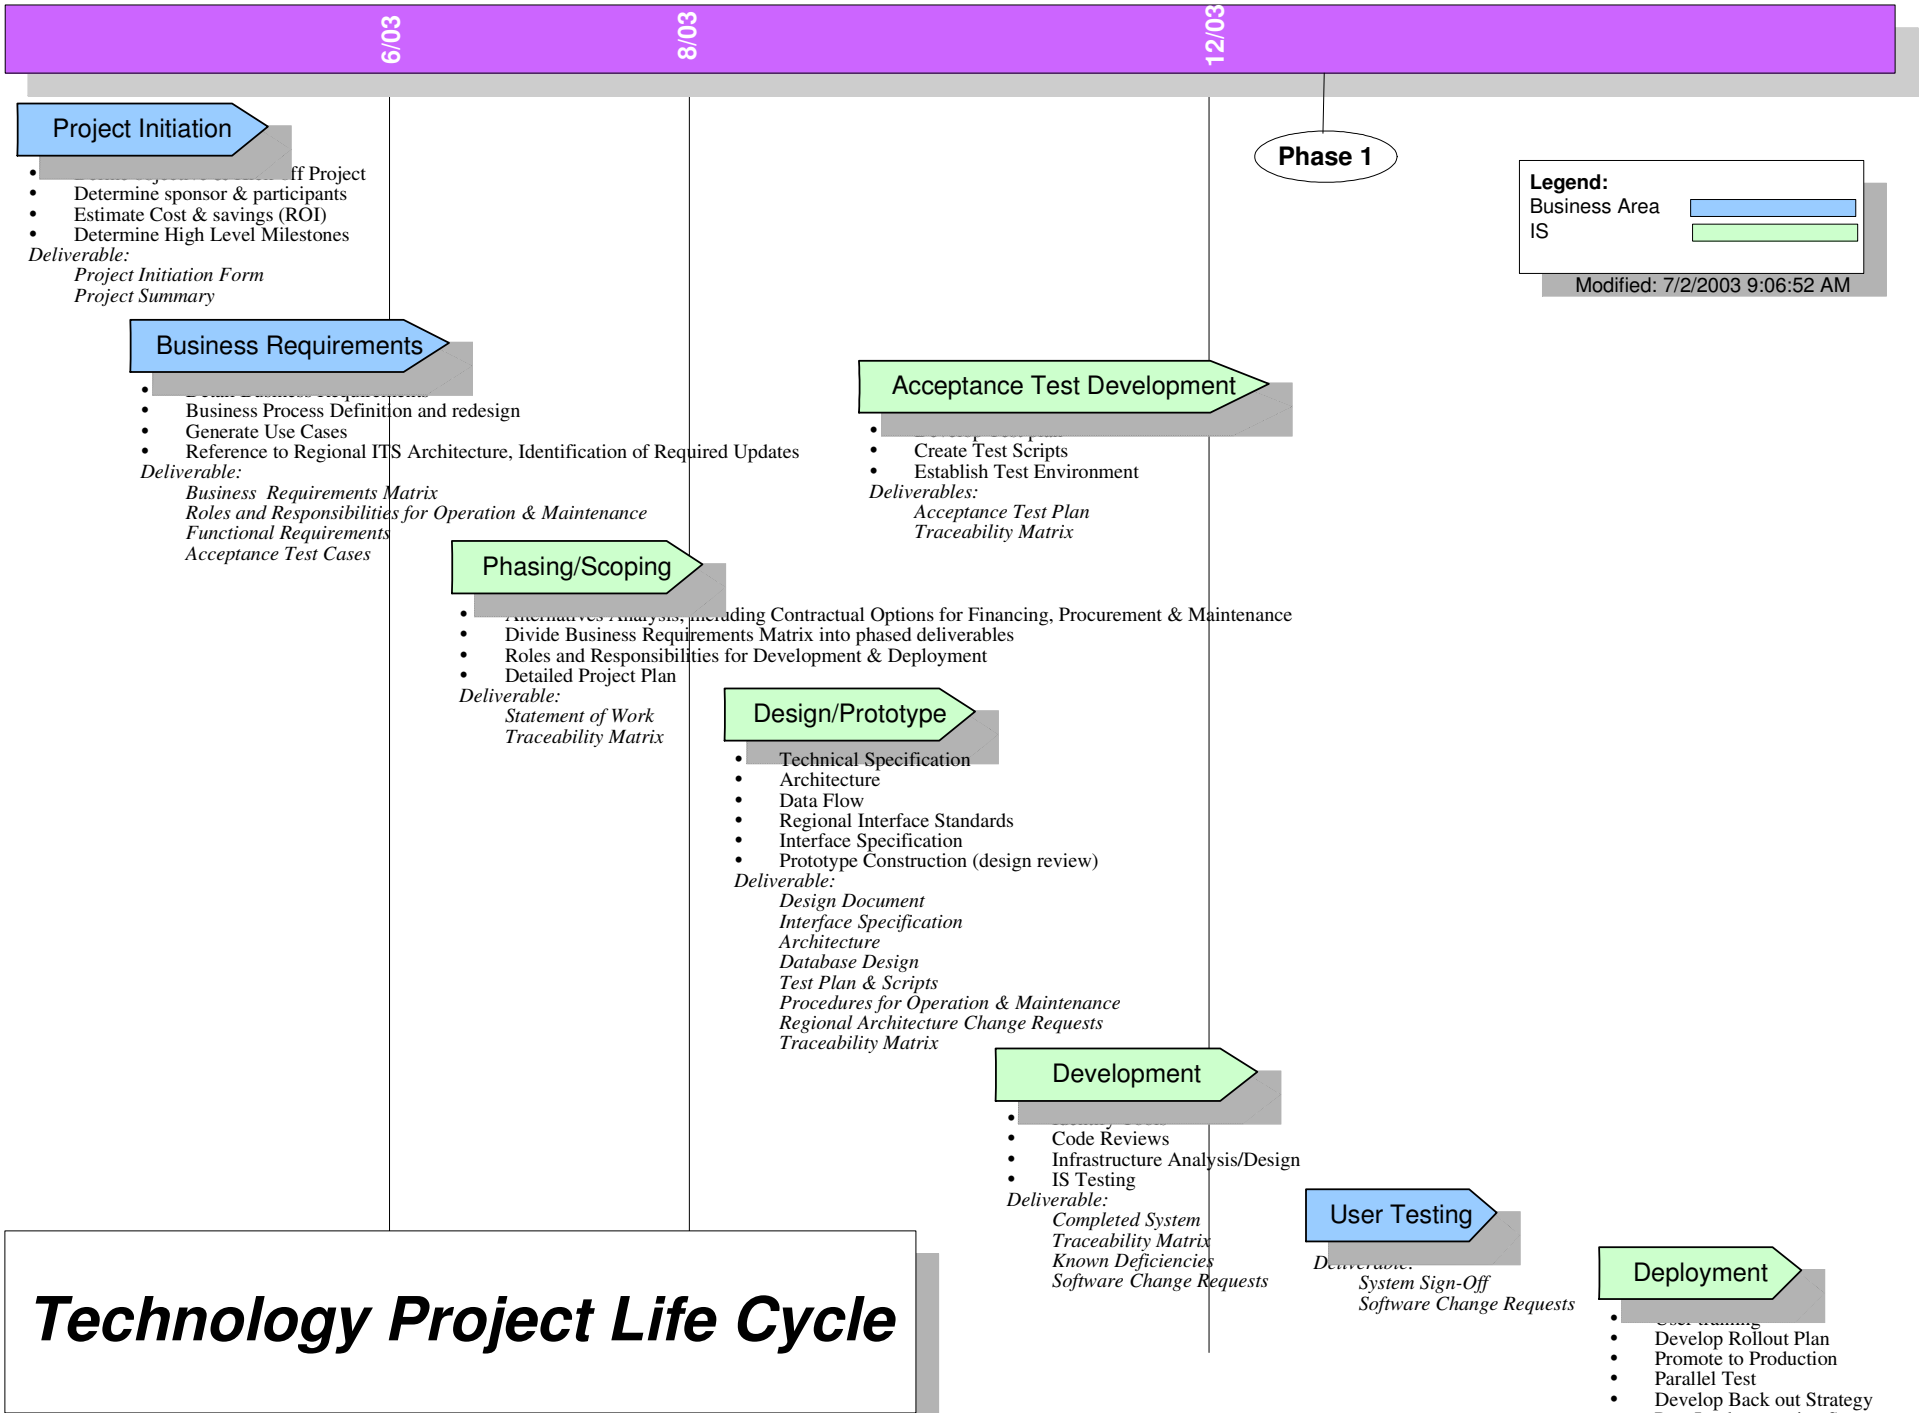 6/03
8/03
12/03
Project Initiation
ff Project
• Determine sponsor & participants
• Estimate Cost & savings (ROI)
• Determine High Level Milestones
Deliverable:
Project Initiation Form
Project Summary
Phase 1
Legend:
Business Area
IS
Modified: 7/2/2003 9:06:52 AM
Business Requirements
• Business Process Definition and redesign
• Generate Use Cases
• Reference to Regional ITS Architecture, Identification of Required Updates
Deliverable:
Business Requirements Matrix
Roles and Responsibilities for Operation & Maintenance
Functional Requirements
Acceptance Test Cases
Acceptance Test Development
• Create Test Scripts
• Establish Test Environment
Deliverables:
Acceptance Test Plan
Traceability Matrix
Phasing/Scoping
• Alternatives Analysis, including Contractual Options for Financing, Procurement & Maintenance
• Divide Business Requirements Matrix into phased deliverables
• Roles and Responsibilities for Development & Deployment
• Detailed Project Plan
Deliverable:
Statement of Work
Traceability Matrix
Design/Prototype
• Technical Specification
• Architecture
• Data Flow
• Regional Interface Standards
• Interface Specification
• Prototype Construction (design review)
Deliverable:
Design Document
Interface Specification
Architecture
Database Design
Test Plan & Scripts
Procedures for Operation & Maintenance
Regional Architecture Change Requests
Traceability Matrix
Development
• Code Reviews
• Infrastructure Analysis/Design
• IS Testing
Deliverable:
Completed System
Traceability Matrix
Known Deficiencies
Software Change Requests
User Testing
Deliverable:
System Sign-Off
Software Change Requests
Deployment
• User training
• Develop Rollout Plan
• Promote to Production
• Parallel Test
• Develop Back out Strategy
Technology Project Life Cycle